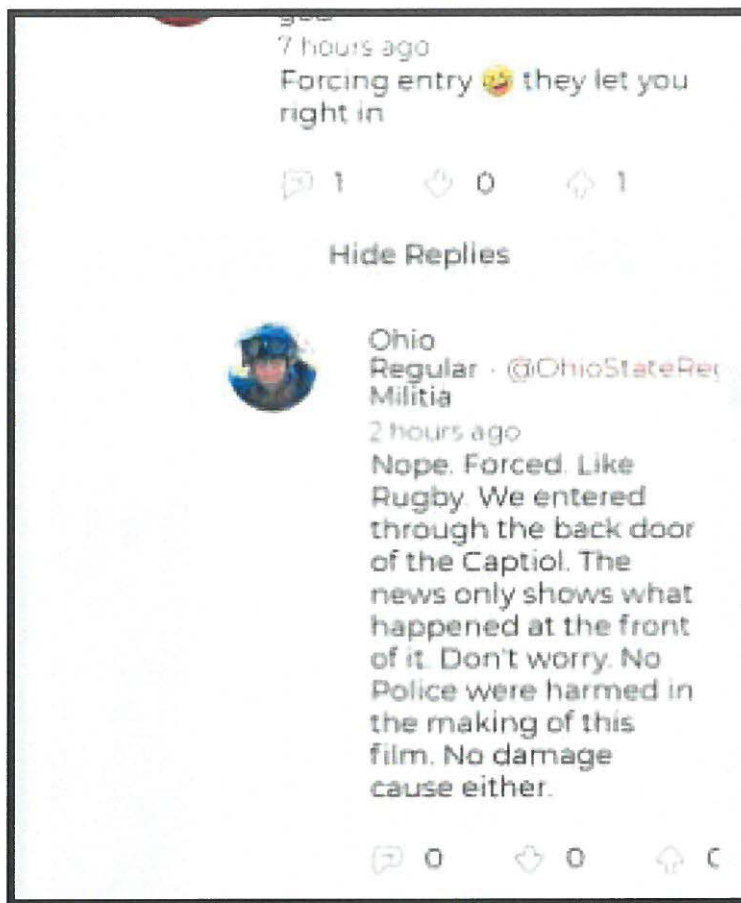 7 hours ago
Forcing entry 🤣 they let you
right in
1 0 1
Hide Replies
Ohio
Regular · @OhioStateReg
Militia
2 hours ago
Nope. Forced. Like
Rugby. We entered
through the back door
of the Captiol. The
news only shows what
happened at the front
of it. Don't worry. No
Police were harmed in
the making of this
film. No damage
cause either.
0 0